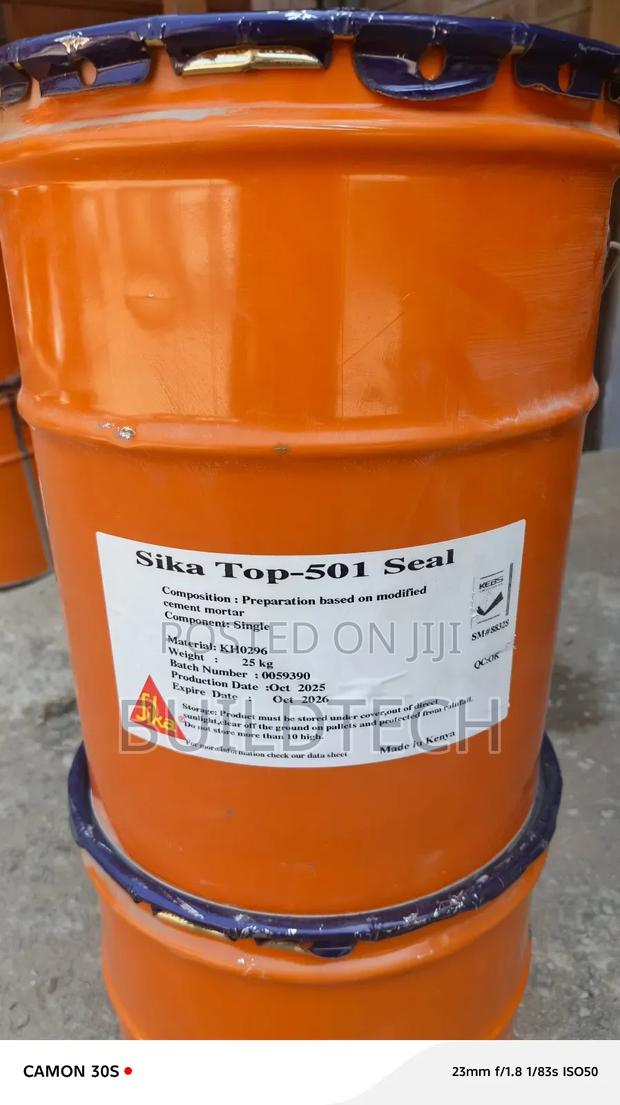 Sika Top-501 Seal
Composition : Preparation based on modified
cement mortar
Component: Single
Material: KH0296
Weight : 25 kg
Batch Number : 0059390
Production Date :Oct 2025
Expire Date : Oct 2026
Storage: Product must be stored under cover,out of direct
sunlight,clear off the ground on pallets and protected from rainfall.
Do not store more than 10 high.
For more information check our data sheet
Made in Kenya
KEBS
SM#88328
QC:OK
Sika
POSTED ON JIJI
BUILDTECH
CAMON 30S
23mm f/1.8 1/83s ISO50